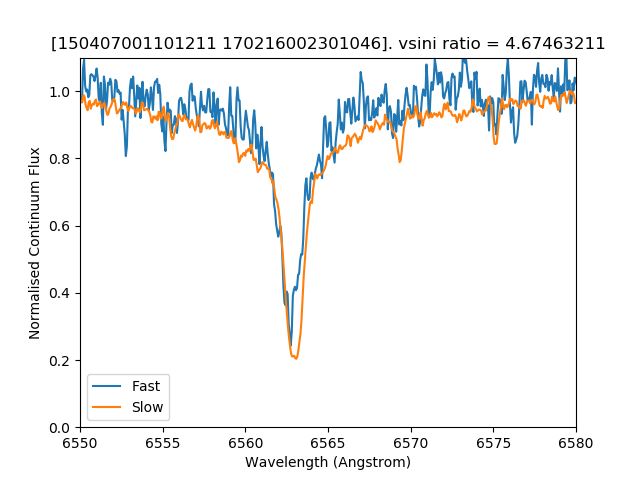 [150407001101211 170216002301046]. vsini ratio = 4.67463211
Normalised Continuum Flux
1.0
0.8
0.6
0.4
0.2
0.0
Fast
Slow
6550 6555 6560 6565 6570 6575 6580
Wavelength (Angstrom)